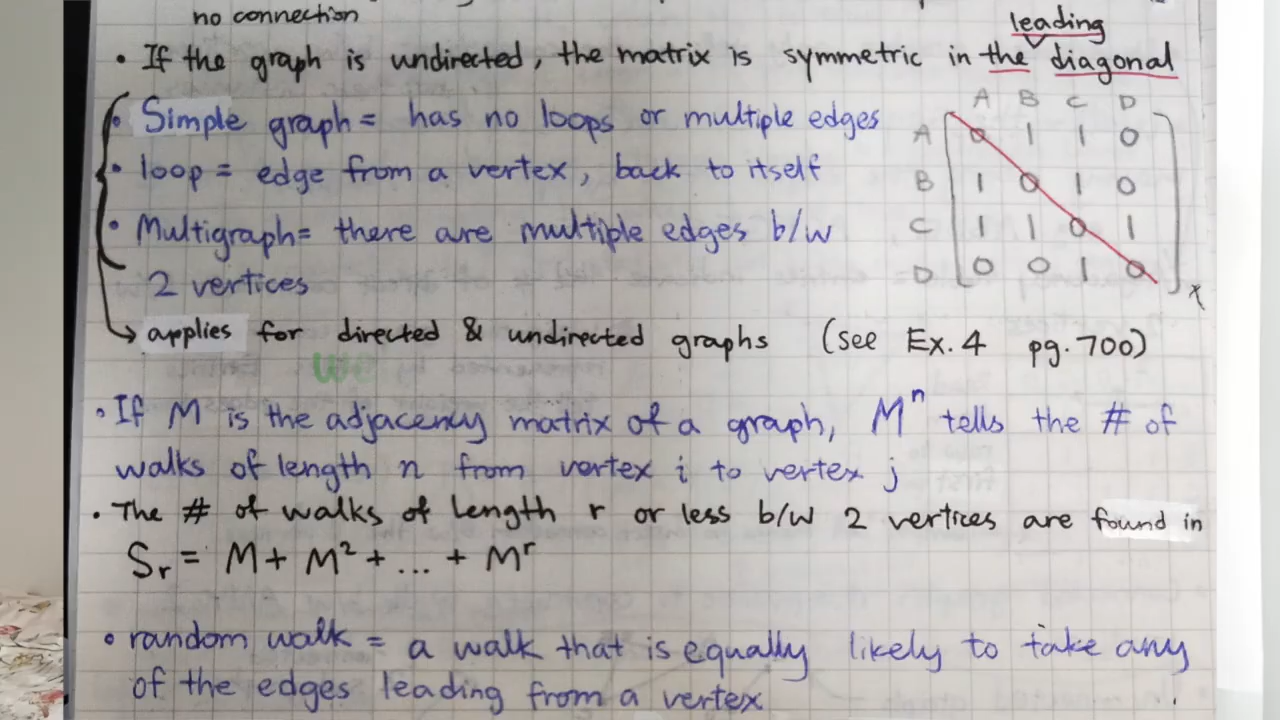 no connection
leading
• If the graph is undirected, the matrix is symmetric in the diagonal
• Simple graph = has no loops or multiple edges
• loop = edge from a vertex, back to itself
• Multigraph = there are multiple edges b/w
2 vertices
A B C D
A 0 1 1 0
B 1 0 1 0
C 1 1 0 1
D 0 0 1 0
→ applies for directed & undirected graphs (see Ex. 4 pg. 700)
• If M is the adjacency matrix of a graph, Mⁿ tells the # of
walks of length n from vertex i to vertex j
• The # of walks of length r or less b/w 2 vertices are found in
Sᵣ = M + M² + ... + Mʳ
• random walk = a walk that is equally likely to take any
of the edges leading from a vertex